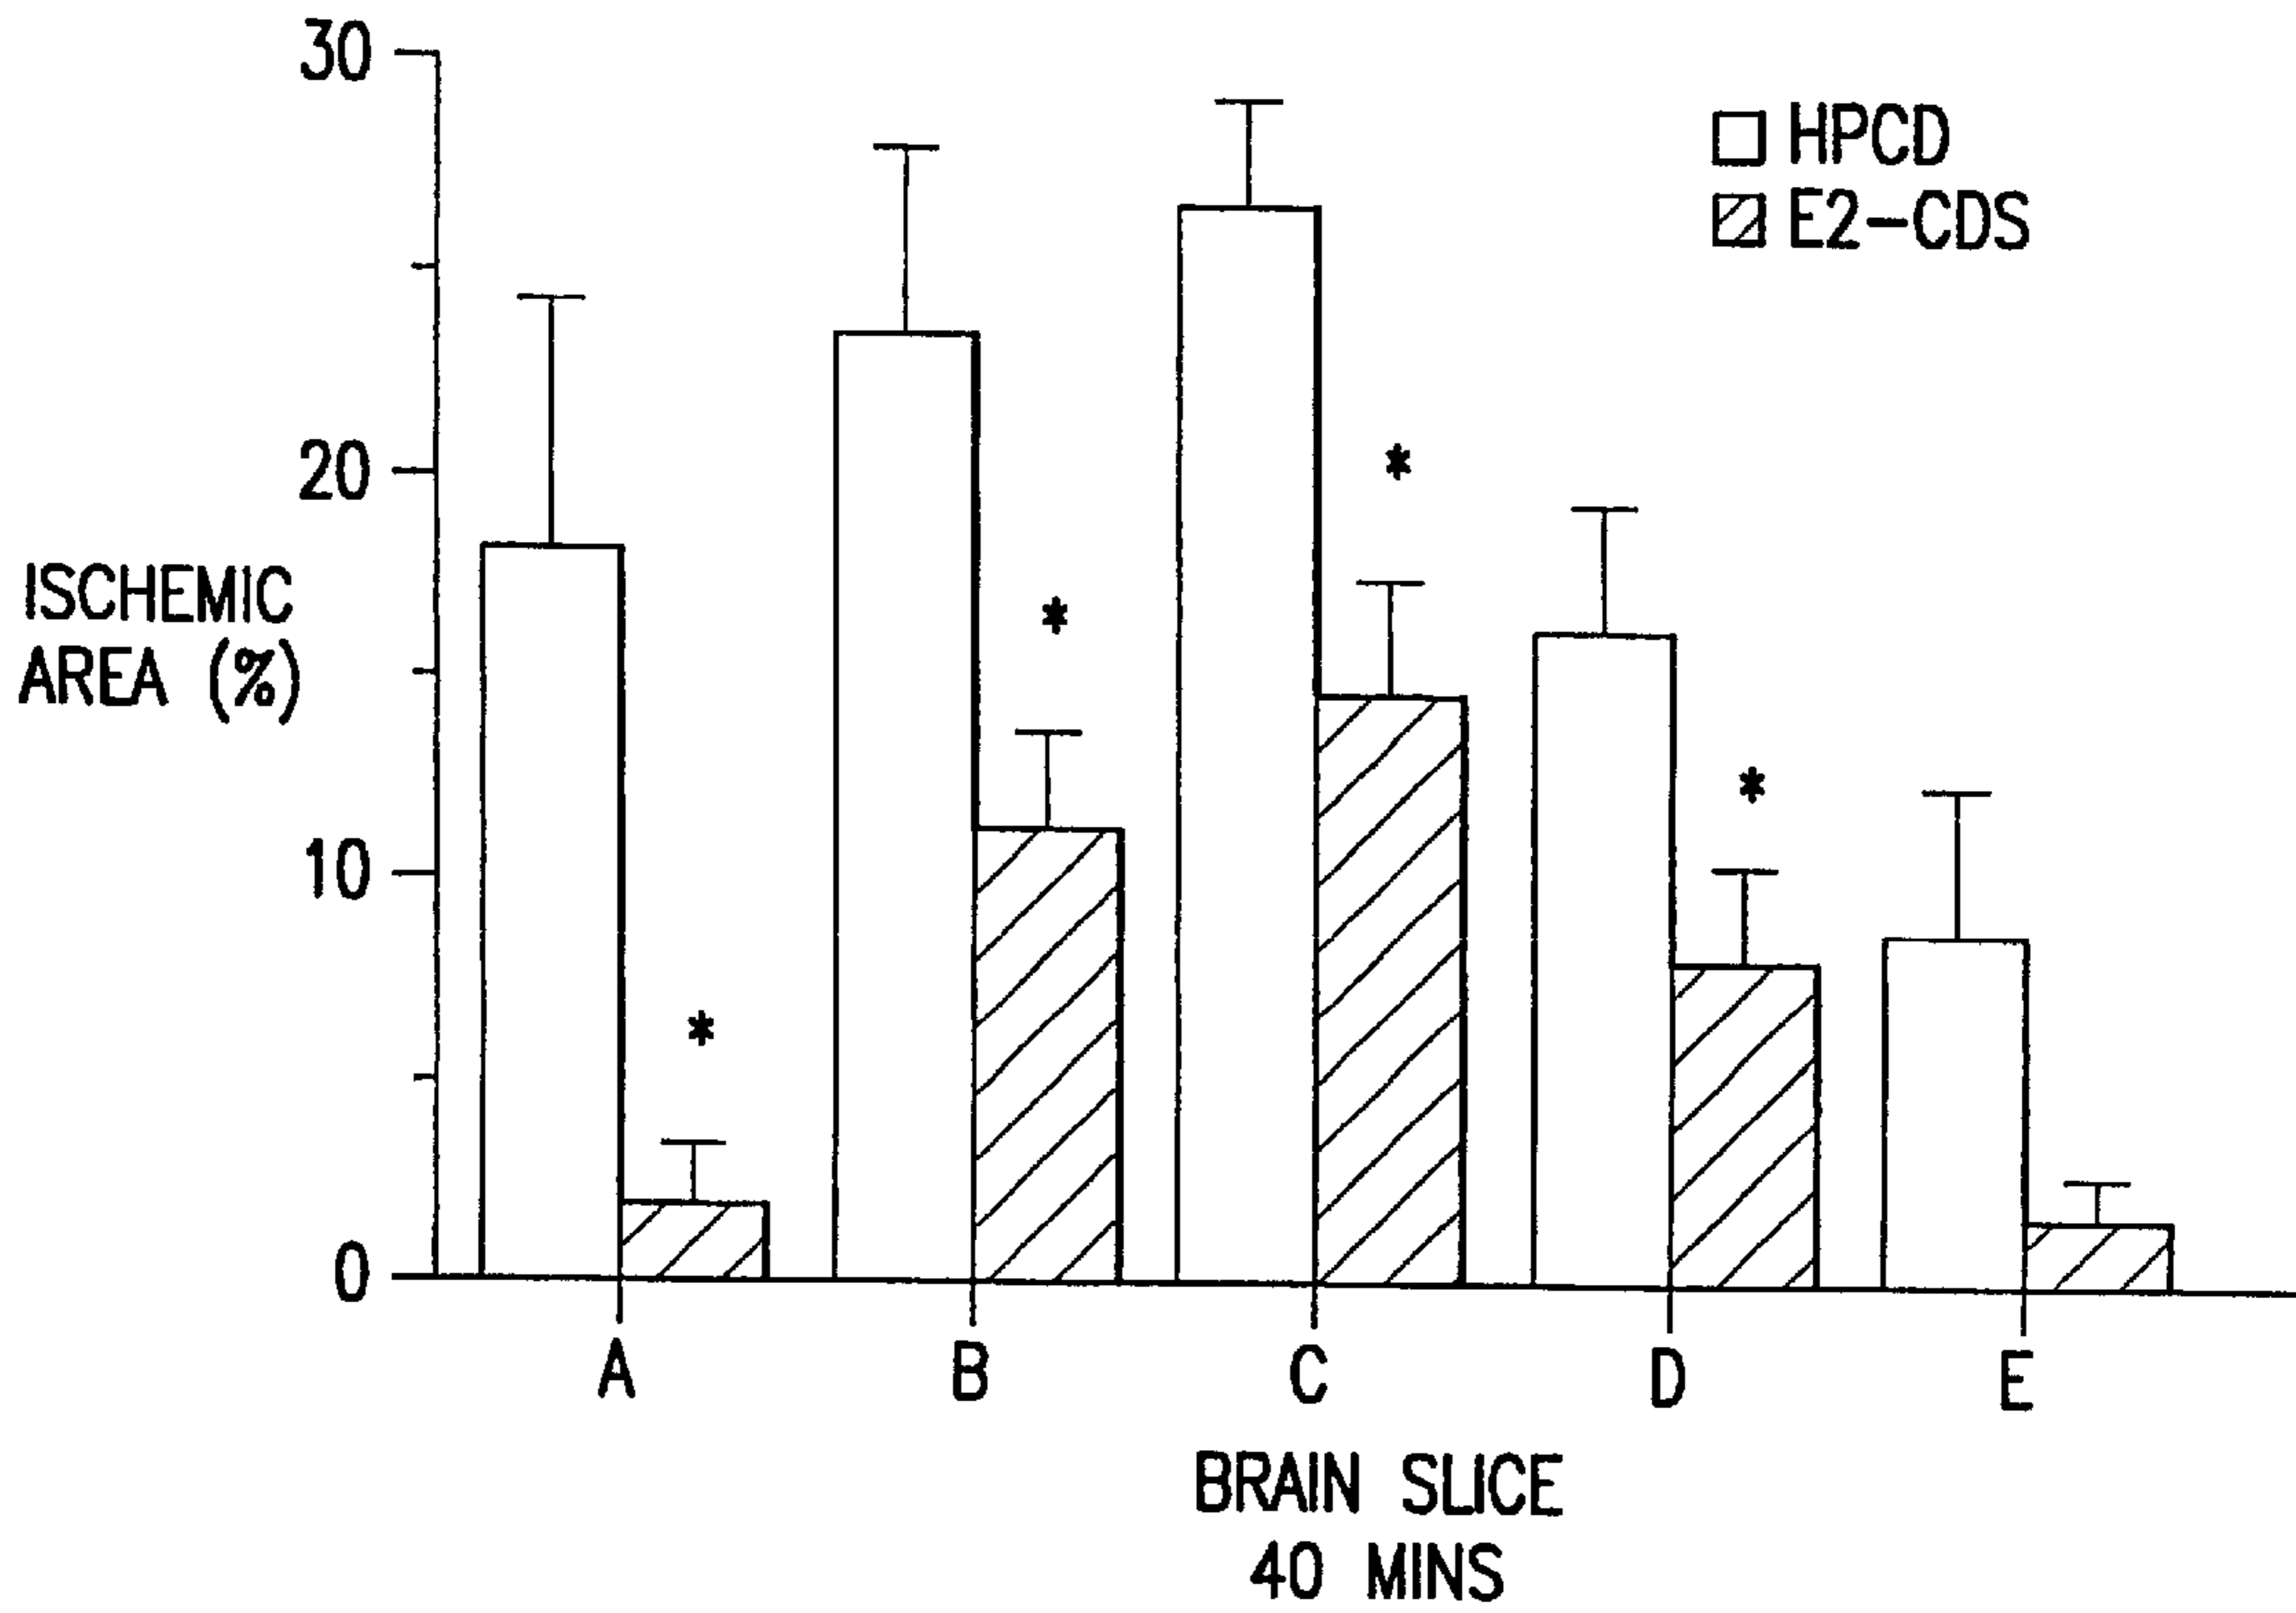 30
HPCD
E2-CDS
20
*
ISCHEMIC
AREA (%)
*
*
10
*
0
A B C D E
BRAIN SLICE
40 MINS